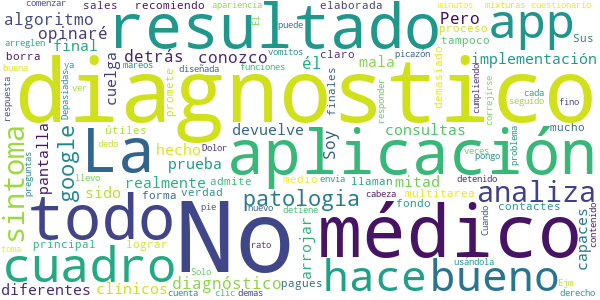 comenzar sales recomiendo apariencia elaborada minutos mixturas cuestionario
algoritmo resultado El puede app
opinaré Pero proceso Sus
arreglen final detrás conozco él claro tampoco implementación
borra cuelga vomitos picazón mala demasiado cumpliendo
buena Depasiadas ya mareos diseñada funciones finales responder correjirse
respuesta ver diagnostico promete seguido cada fino
pantalla google útiles devuelve Soy consultas mucho
preguntas sintoma dedo La hecho prueba aplicación veces pongo problema
llevo realmente admite envia llaman mitad cabeza detenido analiza
sido forma verdad patologia medio multitarea Cuando capaces
todo No médico fondo contactes usándola contenido
principal lograr pie nuevo detiene arrojar
cuadro diagnóstico hace bueno
toma Solo rato
diferentes clínicos cuenta clic demas pagues Ejm derecho
Dolor